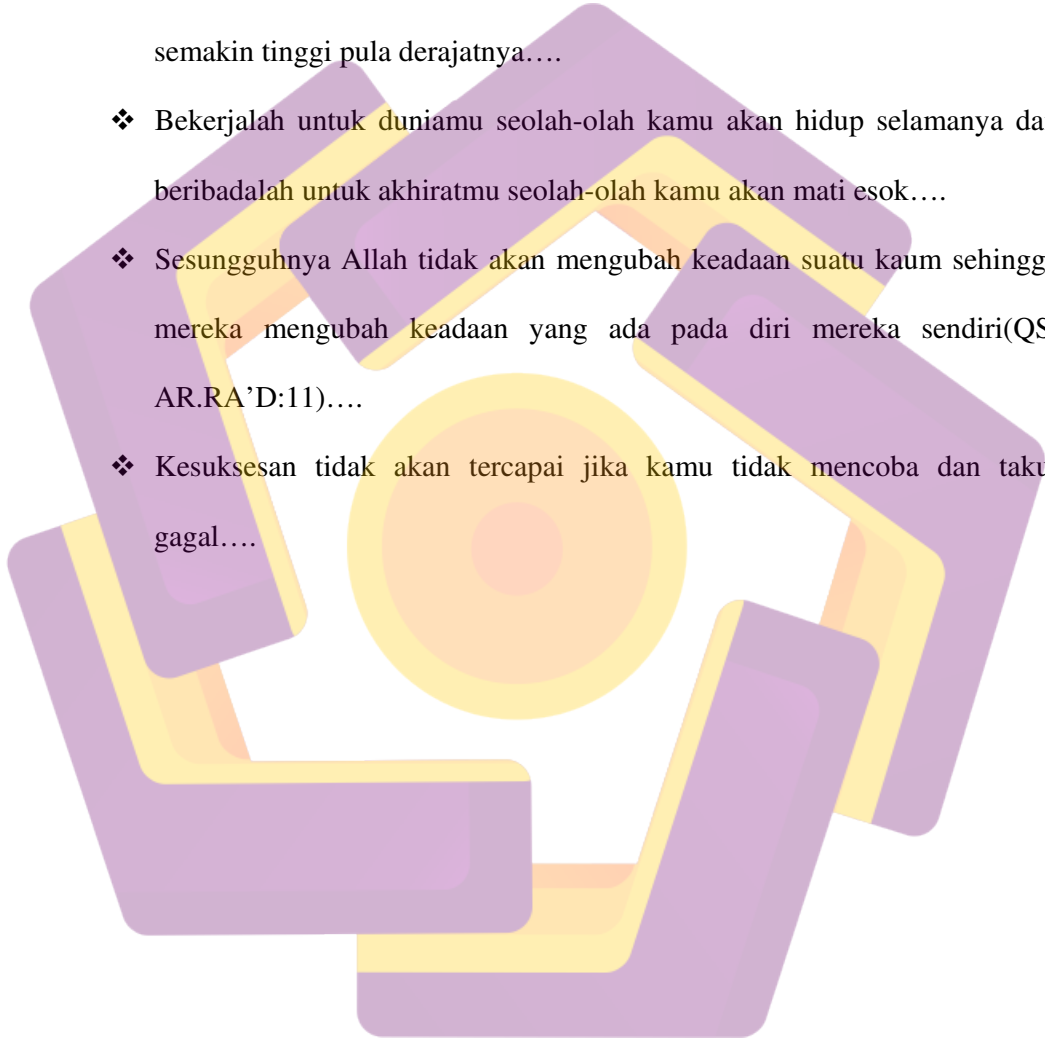 semakin tinggi pula derajatnya….
❖ Bekerjalah untuk duniamu seolah-olah kamu akan hidup selamanya da
beribadalah untuk akhiratmu seolah-olah kamu akan mati esok….
❖ Sesungguhnya Allah tidak akan mengubah keadaan suatu kaum sehingg
mereka mengubah keadaan yang ada pada diri mereka sendiri(QS
AR.RA’D:11)….
❖ Kesuksesan tidak akan tercapai jika kamu tidak mencoba dan taku
gagal….